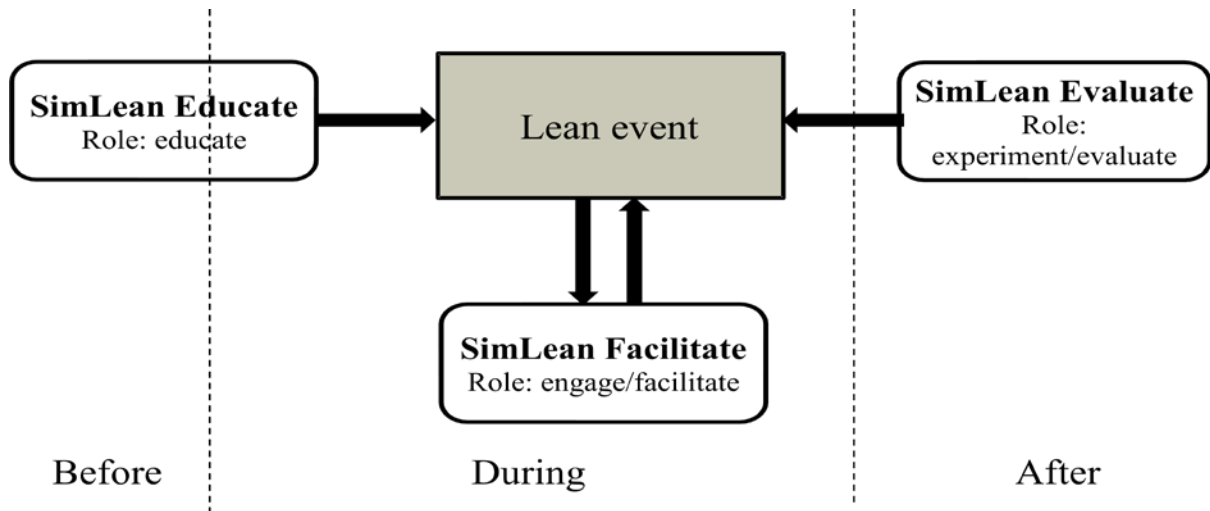 SimLean Educate
Role: educate
Lean event
SimLean Evaluate
Role:
experiment/evaluate
SimLean Facilitate
Role: engage/facilitate
Before
During
After